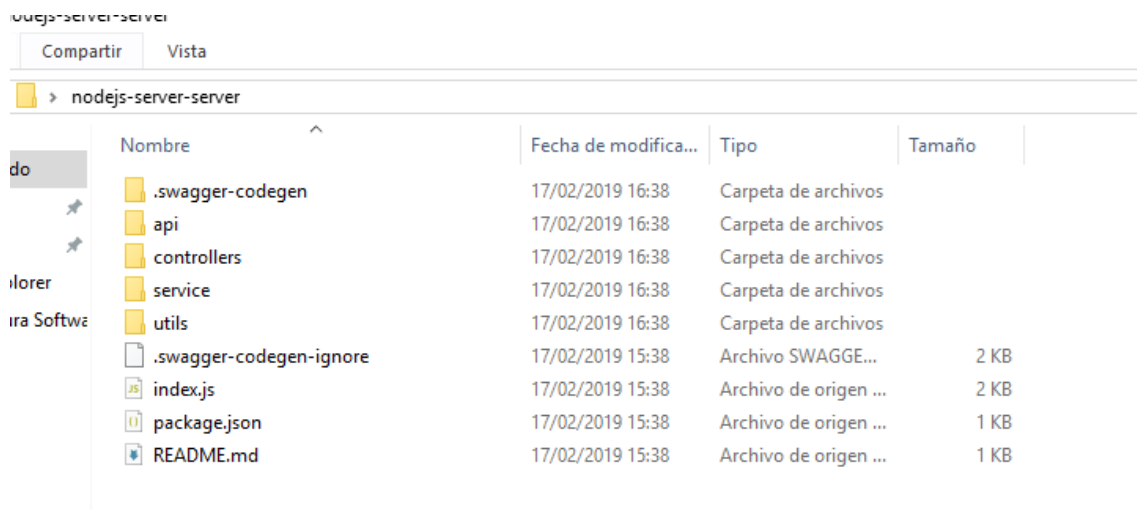 nodejs-server-server
Compartir Vista
> nodejs-server-server
Nombre Fecha de modifica... Tipo Tamaño
do
.swagger-codegen 17/02/2019 16:38 Carpeta de archivos
api 17/02/2019 16:38 Carpeta de archivos
controllers 17/02/2019 16:38 Carpeta de archivos
plorer
service 17/02/2019 16:38 Carpeta de archivos
ura Softwa
utils 17/02/2019 16:38 Carpeta de archivos
.swagger-codegen-ignore 17/02/2019 15:38 Archivo SWAGGE... 2 KB
index.js 17/02/2019 15:38 Archivo de origen ... 2 KB
package.json 17/02/2019 15:38 Archivo de origen ... 1 KB
README.md 17/02/2019 15:38 Archivo de origen ... 1 KB